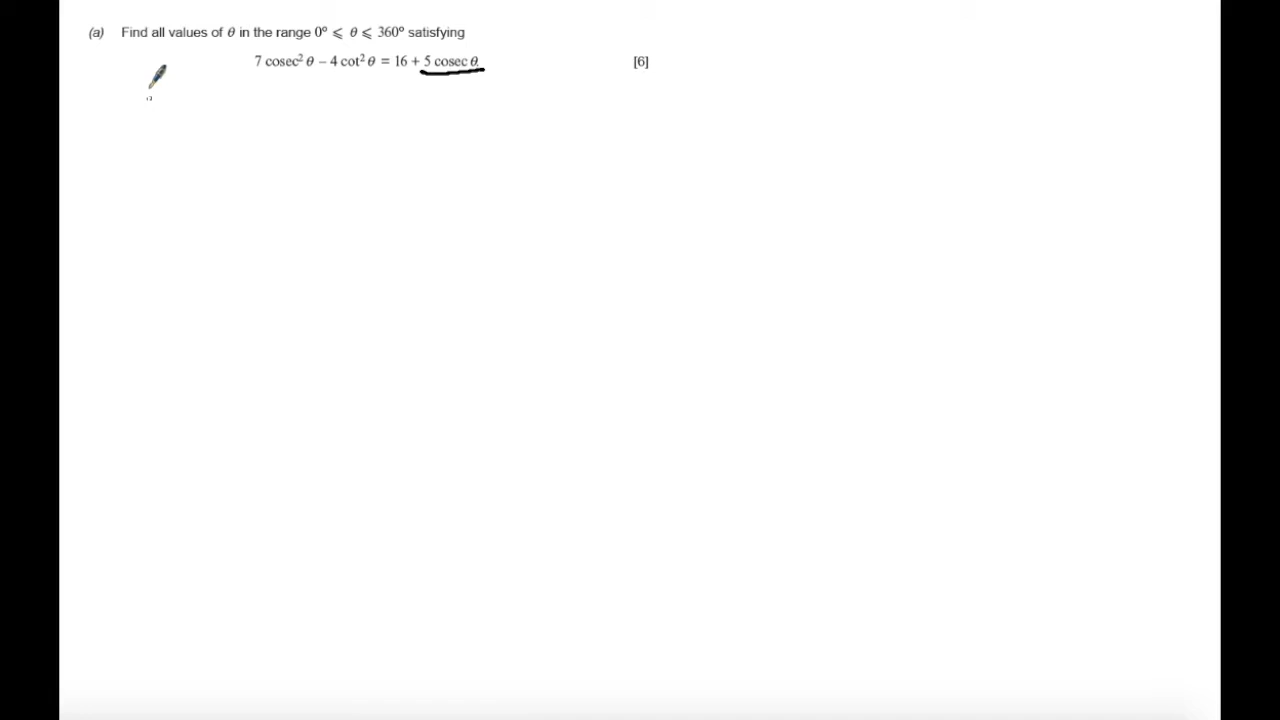 (a) Find all values of θ in the range 0° ⩽ θ ⩽ 360° satisfying
7 cosec² θ – 4 cot² θ = 16 + 5 cosec θ. [6]